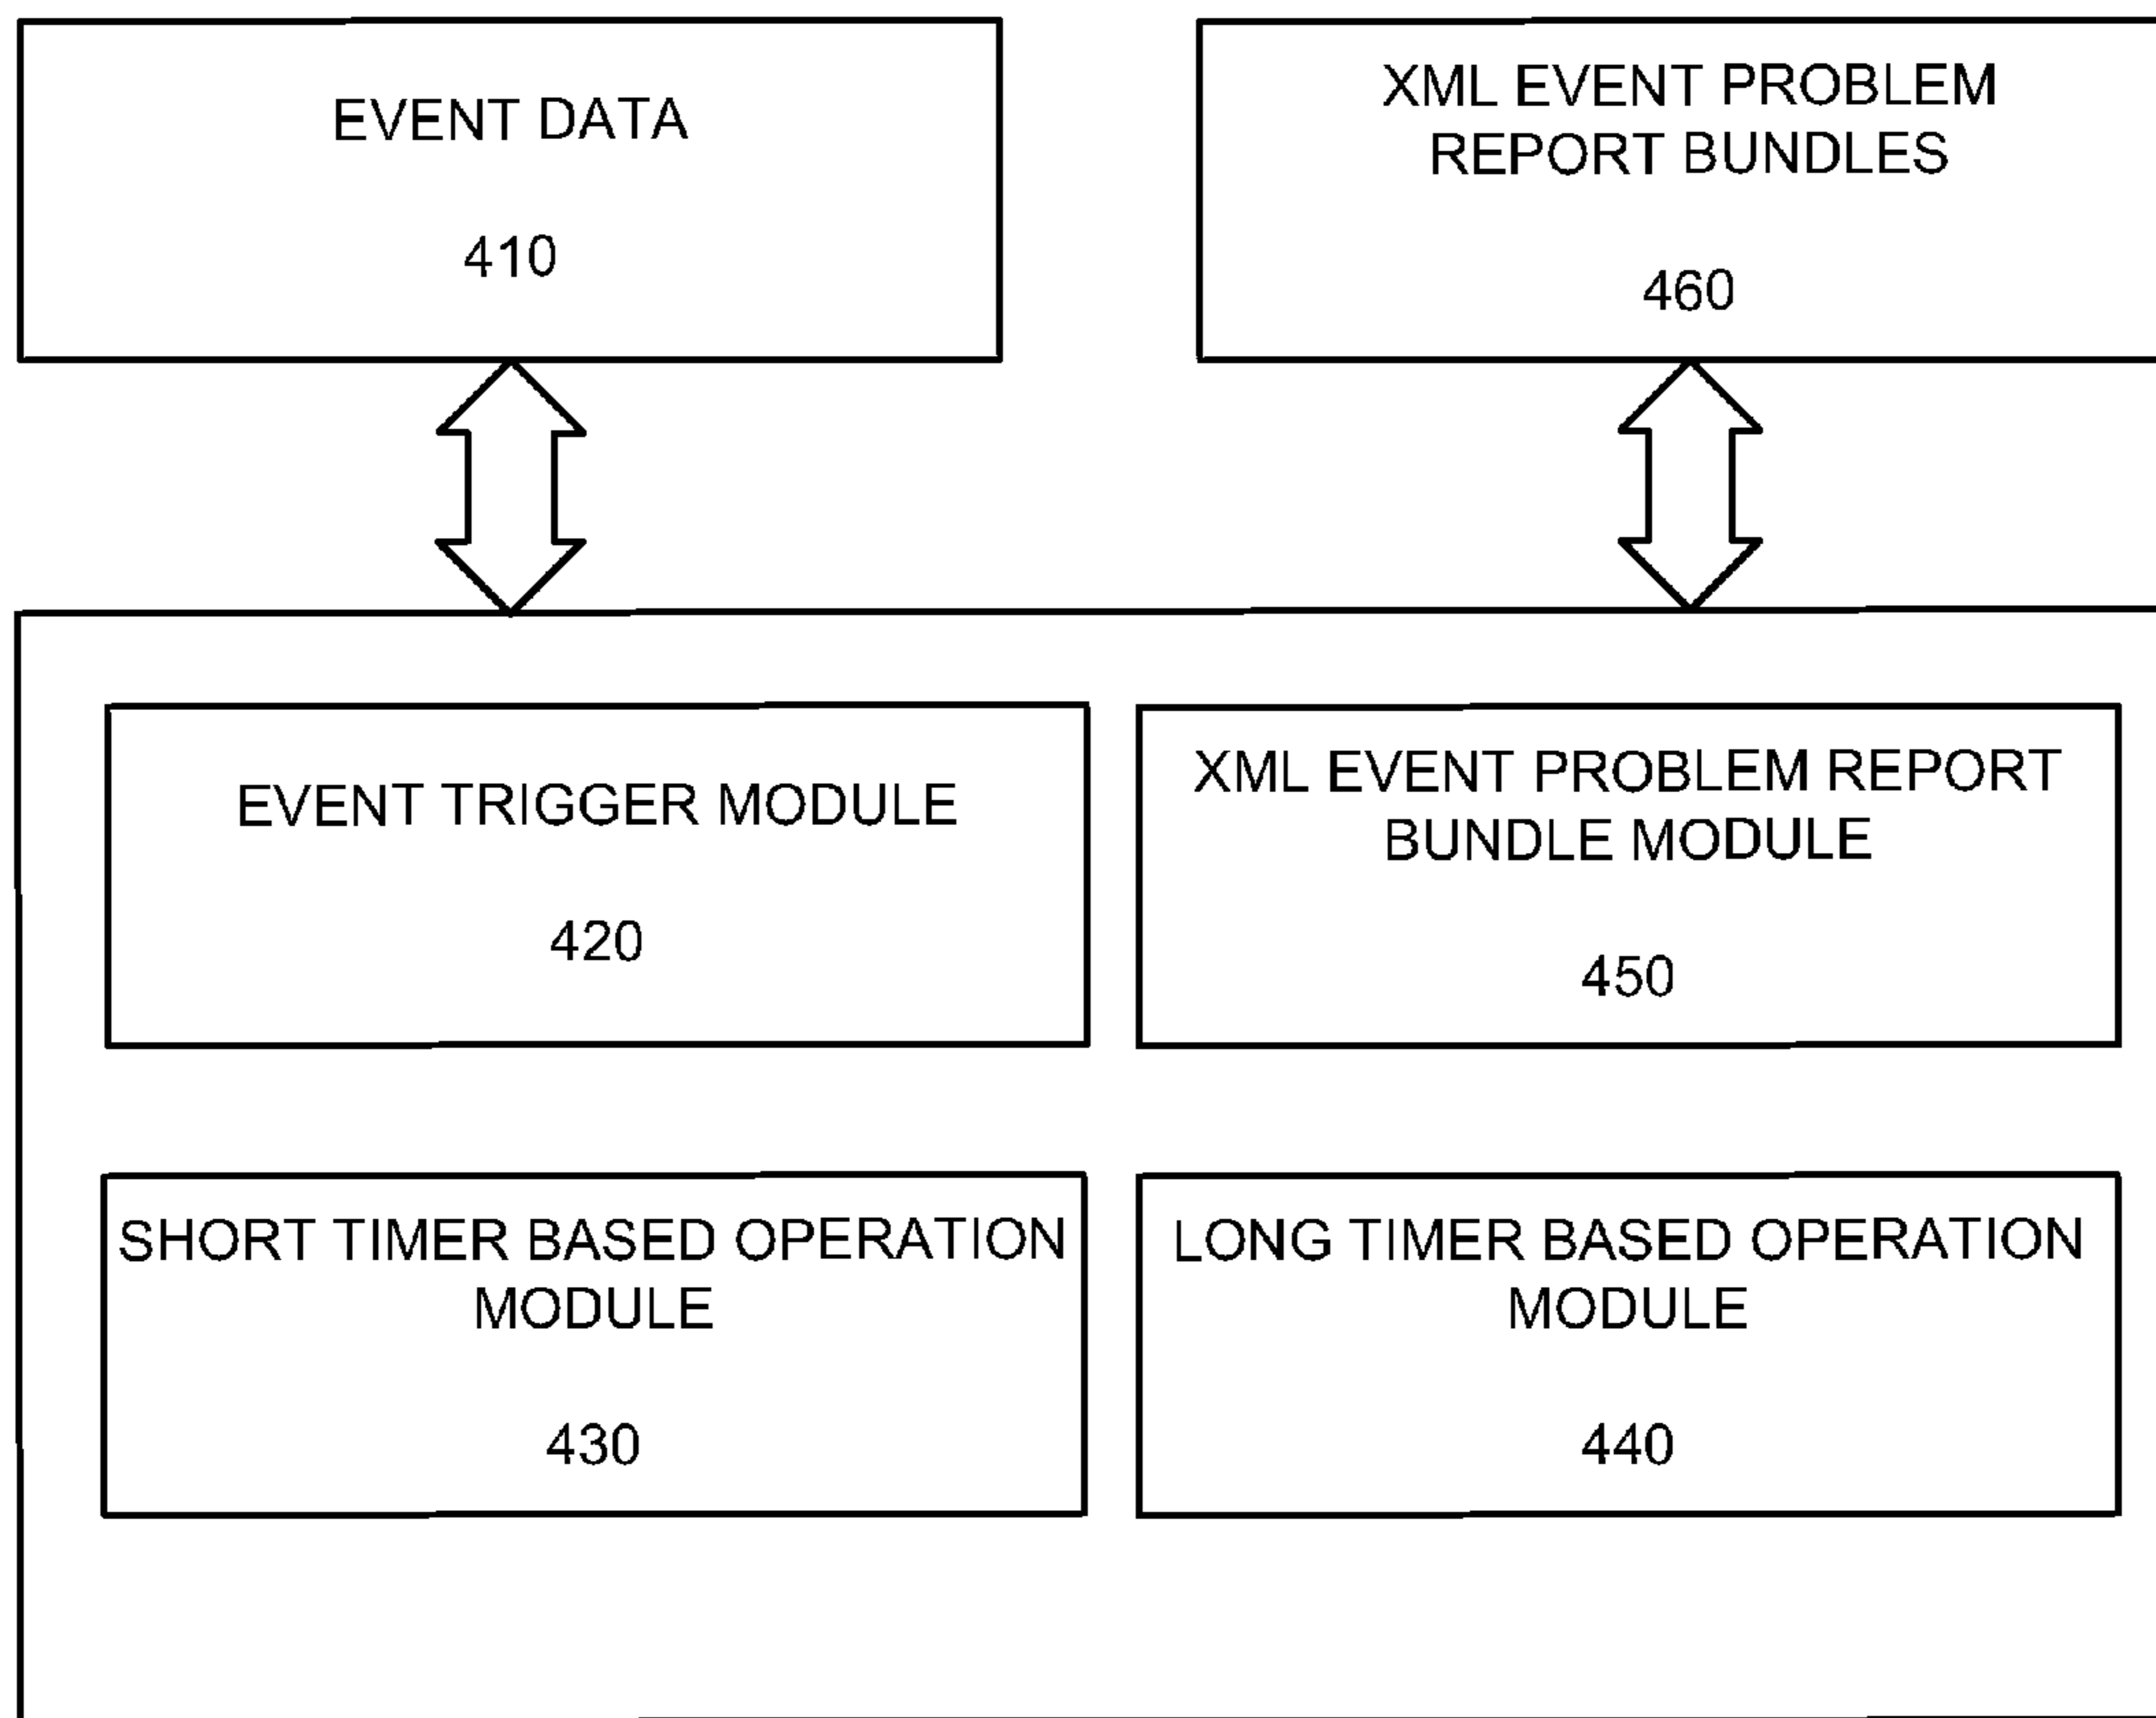 EVENT DATA
410
XML EVENT PROBLEM
REPORT BUNDLES
460
EVENT TRIGGER MODULE
420
XML EVENT PROBLEM REPORT
BUNDLE MODULE
450
SHORT TIMER BASED OPERATION
MODULE
430
LONG TIMER BASED OPERATION
MODULE
440